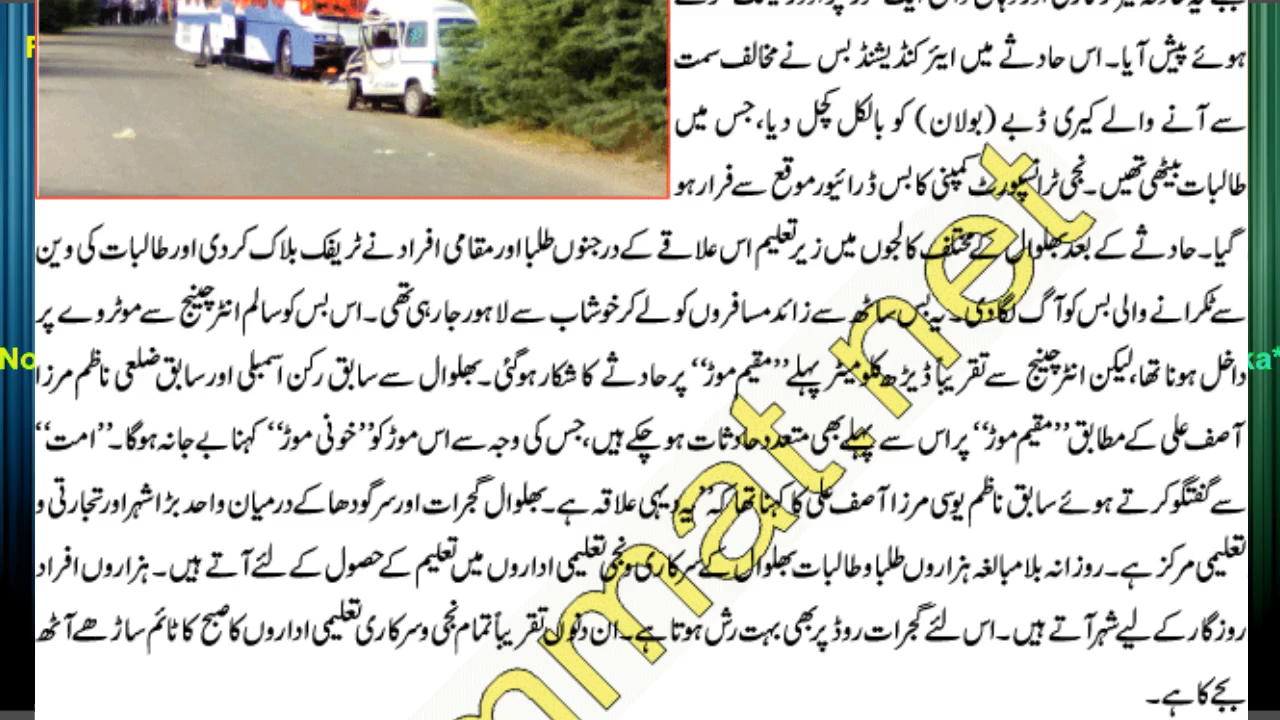 ہوئے پیش آیا۔ اس حادثے میں ایئرکنڈیشنڈ بس نے مخالف سمت
سے آنے والے کیری ڈبے (بولان) کو بالکل کچل دیا، جس میں
طالبات بیٹھی تھیں۔ نجی ٹرانسپورٹ کمپنی کا بس ڈرائیور موقع سے فرار ہو
گیا۔ حادثے کے بعد بھلوال کے مختلف کالجوں میں زیر تعلیم اس علاقے کے درجنوں طلبا اور مقامی افراد نے ٹریفک بلاک کر دی اور طالبات کی وین
سے ٹکرانے والی بس کو آگ لگا دی۔ یہ بس ساٹھ سے زائد مسافروں کو لے کر خوشاب سے لاہور جا رہی تھی۔ اس بس کو سالم انٹر چینج سے موٹر وے پر
داخل ہونا تھا، لیکن انٹر چینج سے تقریباً ڈیڑھ کلومیٹر پہلے ’’مقیم موڑ‘‘ پر حادثے کا شکار ہو گئی۔ بھلوال سے سابق رکن اسمبلی اور سابق ضلعی ناظم مرزا
آصف علی کے مطابق ’’مقیم موڑ‘‘ پر اس سے پہلے بھی متعدد حادثات ہو چکے ہیں، جس کی وجہ سے اس موڑ کو ’’خونی موڑ‘‘ کہنا بے جا نہ ہوگا۔ ’’امت‘‘
سے گفتگو کرتے ہوئے سابق ناظم یوسی مرزا آصف علی کا کہنا تھا کہ ’’یہ دیہی علاقہ ہے۔ بھلوال گجرات اور سرگودھا کے درمیان واحد بڑا شہر اور تجارتی و
تعلیمی مرکز ہے۔ روزانہ بلامبالغہ ہزاروں طلبا و طالبات بھلوال کے سرکاری و نجی تعلیمی اداروں میں تعلیم کے حصول کے لئے آتے ہیں۔ ہزاروں افراد
روزگار کے لیے شہر آتے ہیں۔ اس لئے گجرات روڈ پر بھی بہت رش ہوتا ہے۔ ان دنوں تقریباً تمام نجی و سرکاری تعلیمی اداروں کا صبح کا ٹائم ساڑھے آٹھ
بجے کا ہے۔
mmat net
No
ka*